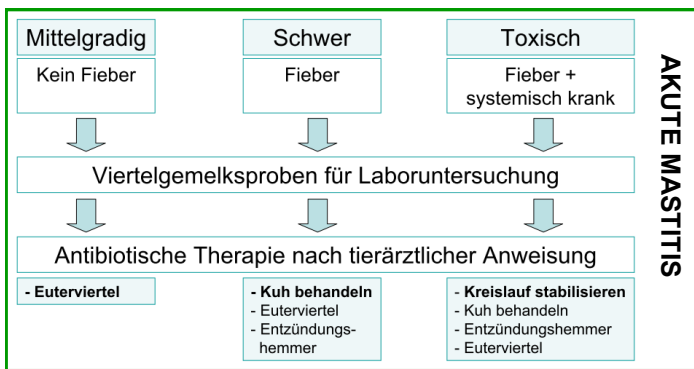 Mittelgradig
Kein Fieber
Schwer
Fieber
Toxisch
Fieber +
systemisch krank
Viertelgemelksproben für Laboruntersuchung
Antibiotische Therapie nach tierärztlicher Anweisung
- Euterviertel
- Kuh behandeln
- Euterviertel
- Entzündungs-
hemmer
- Kreislauf stabilisieren
- Kuh behandeln
- Entzündungshemmer
- Euterviertel
AKUTE MASTITIS